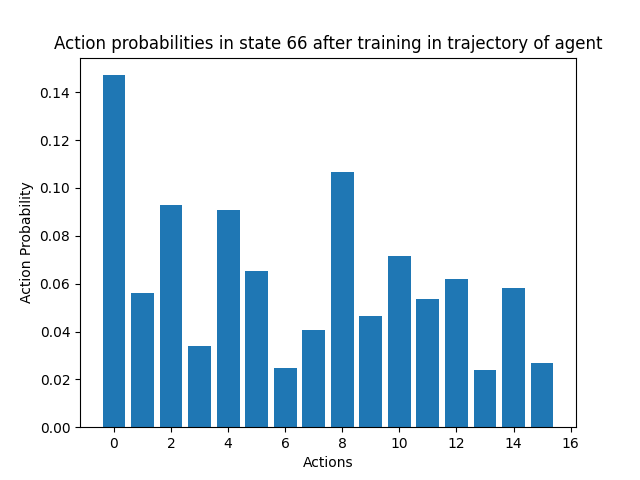 Action probabilities in state 66 after training in trajectory of agent
0.14
0.12
0.10
0.08
0.06
0.04
0.02
0.00
Action Probability
0 2 4 6 8 10 12 14 16
Actions